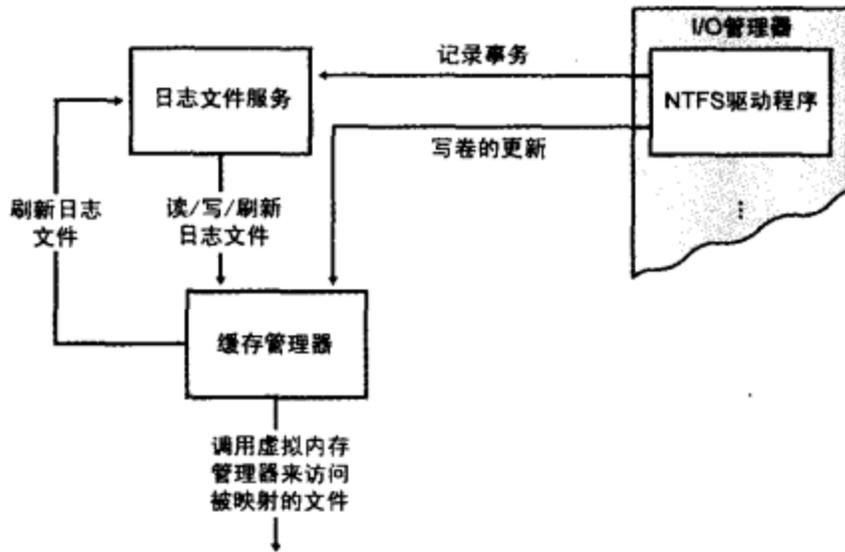 I/O管理器
记录事务
日志文件服务
NTFS驱动程序
写卷的更新
刷新日志
文件
读/写/刷新
日志文件
缓存管理器
调用虚拟内存
管理器来访问
被映射的文件